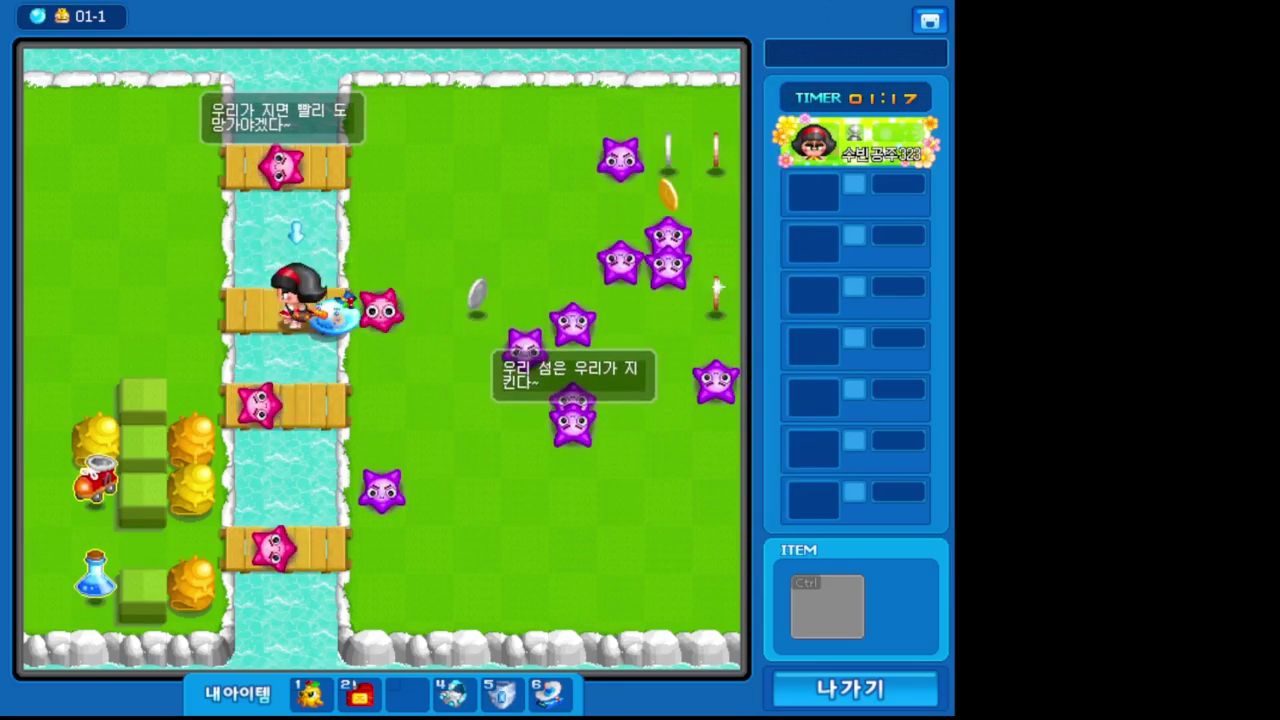 01-1
우리가 지면 빨리 도
망가야겠다~
TIMER 01:17
수빈공주323
우리 섬은 우리가 지
킨다~
ITEM
Ctrl
내아이템
1
2
4
5
6
나가기